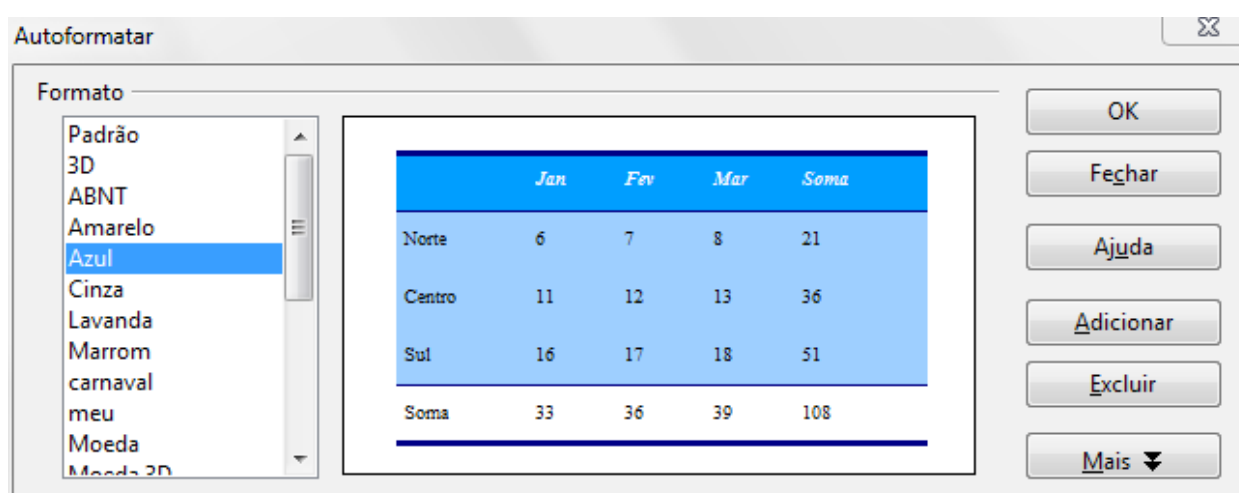 Autoformatar
Formato
Padrão
3D
ABNT
Amarelo
Azul
Cinza
Lavanda
Marrom
carnaval
meu
Moeda
Moeda 3D
Jan Fev Mar Soma
Norte 6 7 8 21
Centro 11 12 13 36
Sul 16 17 18 51
Soma 33 36 39 108
OK
Fechar
Ajuda
Adicionar
Excluir
Mais